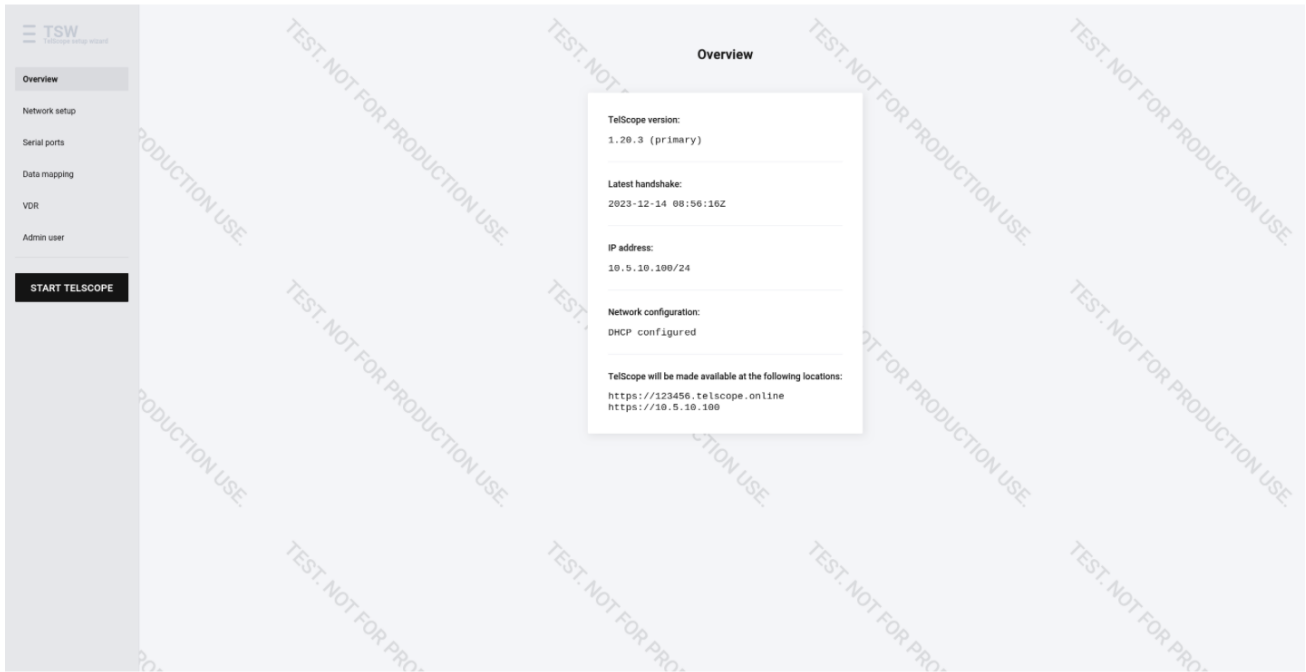 TSW
TelScope setup wizard
Overview
Network setup
Serial ports
Data mapping
VDR
Admin user
START TELSCOPE
Overview
TelScope version:
1.20.3 (primary)
Latest handshake:
2023-12-14 08:56:16Z
IP address:
10.5.10.100/24
Network configuration:
DHCP configured
TelScope will be made available at the following locations:
https://123456.telscope.online
https://10.5.10.100
TEST. NOT FOR PRODUCTION USE.